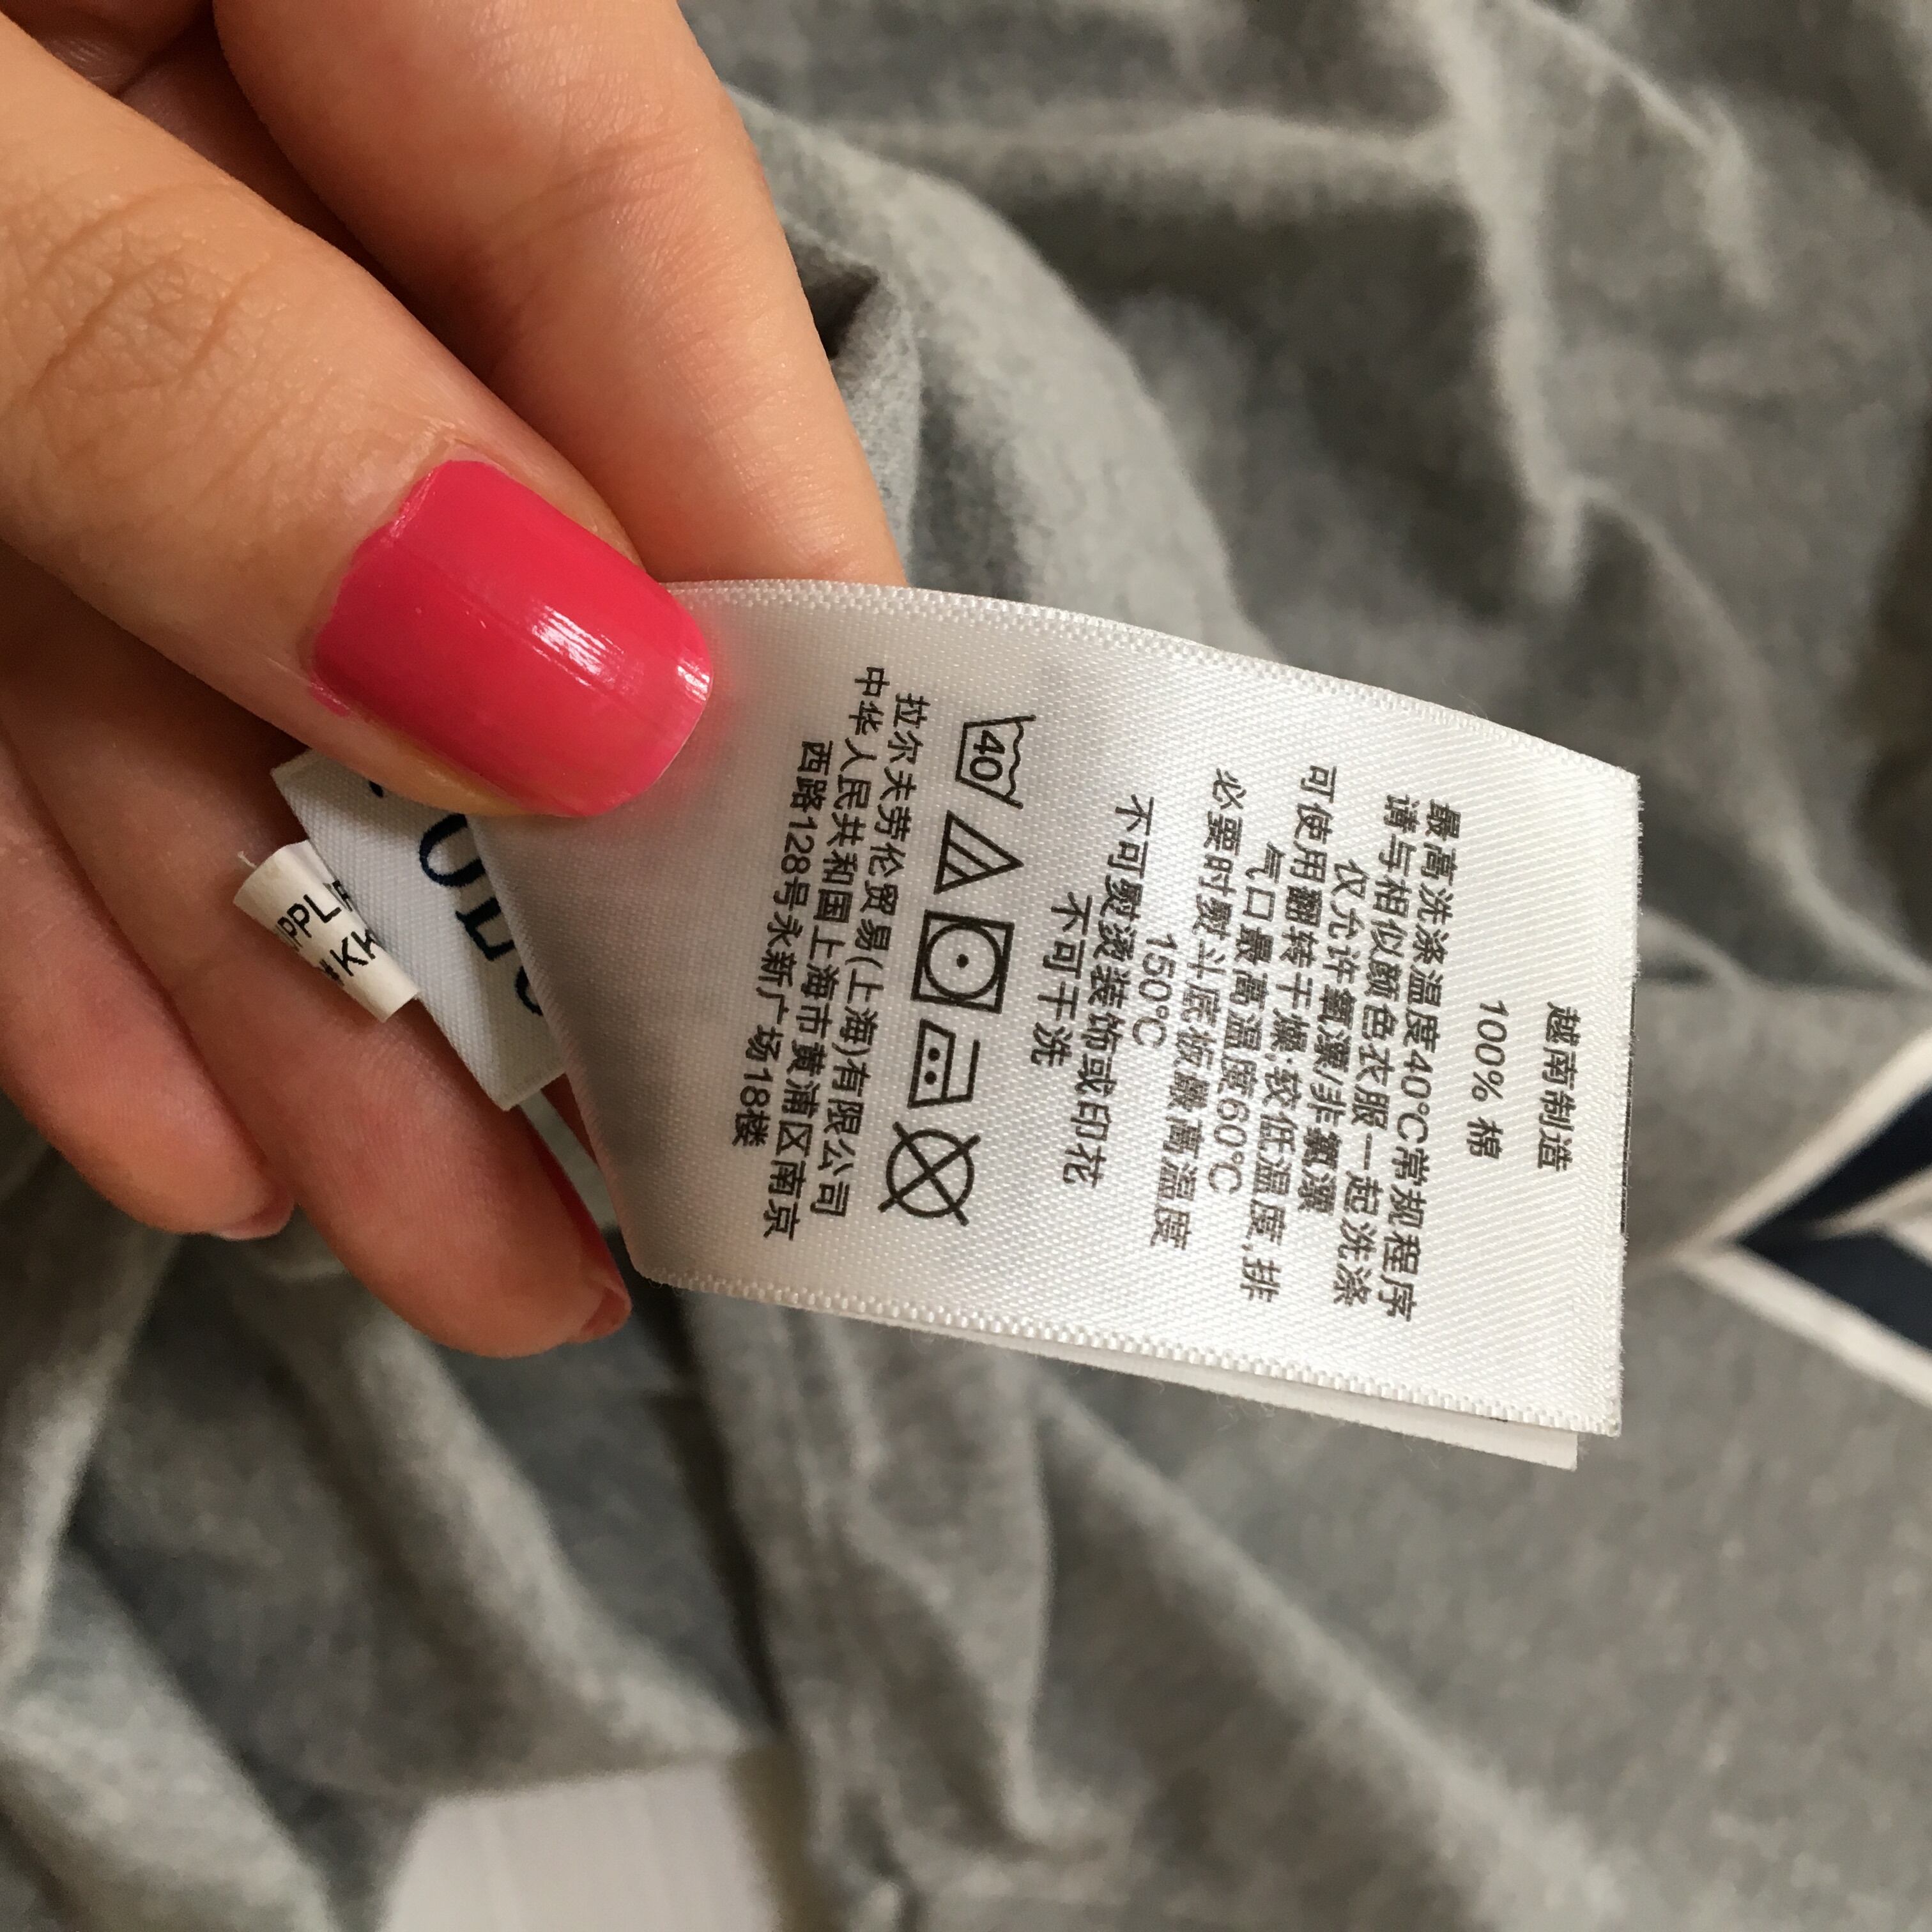 越南制造
100% 棉
最高洗涤温度40°C常规程序
请与相似颜色衣服一起洗涤
仅允许氧漂/非氯漂
可使用翻转干燥,较低温度,排
气口最高温度60°C
必要时熨斗底板最高温度
150°C
不可熨烫装饰或印花
不可干洗
40
拉尔夫劳伦贸易(上海)有限公司
中华人民共和国上海市黄浦区南京
西路128号永新广场18楼